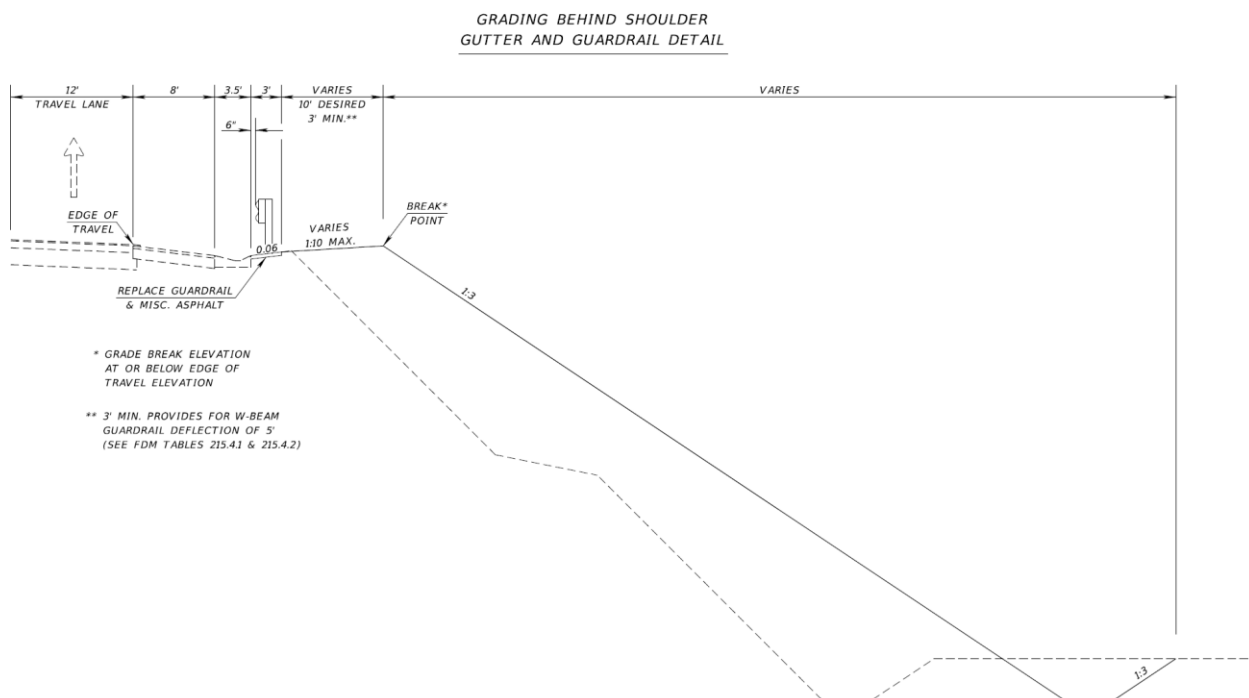 GRADING BEHIND SHOULDER
GUTTER AND GUARDRAIL DETAIL
12'
TRAVEL LANE
8'
3.5'
3'
VARIES
10' DESIRED
3' MIN.**
VARIES
6"
EDGE OF
TRAVEL
0.06
VARIES
1:10 MAX.
BREAK*
POINT
REPLACE GUARDRAIL
& MISC. ASPHALT
1:3
* GRADE BREAK ELEVATION
AT OR BELOW EDGE OF
TRAVEL ELEVATION
** 3' MIN. PROVIDES FOR W-BEAM
GUARDRAIL DEFLECTION OF 5'
(SEE FDM TABLES 215.4.1 & 215.4.2)
1:3